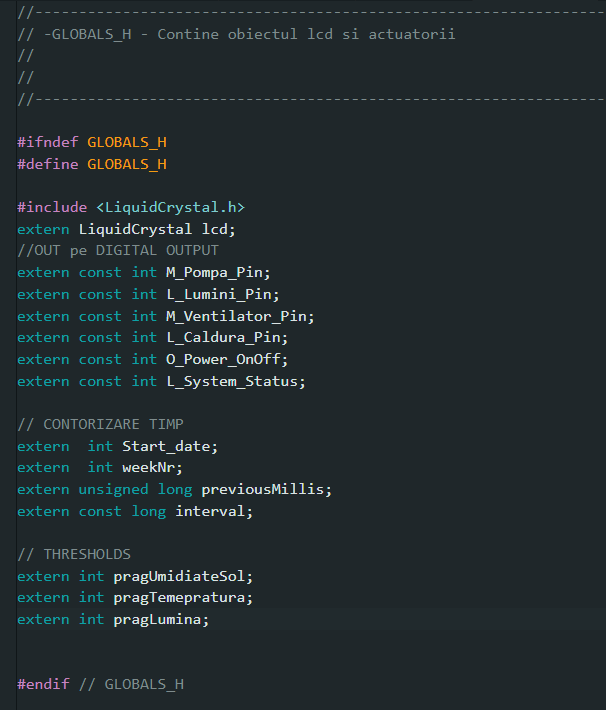 //-----------------------------------------------------------------
// -GLOBALS_H - Contine obiectul lcd si actuatorii
//
//
//-----------------------------------------------------------------
#ifndef GLOBALS_H
#define GLOBALS_H
#include <LiquidCrystal.h>
extern LiquidCrystal lcd;
//OUT pe DIGITAL OUTPUT
extern const int M_Pompa_Pin;
extern const int L_Lumini_Pin;
extern const int M_Ventilator_Pin;
extern const int L_Caldura_Pin;
extern const int O_Power_OnOff;
extern const int L_System_Status;
// CONTORIZARE TIMP
extern  int Start_date;
extern  int weekNr;
extern unsigned long previousMillis;
extern const long interval;
// THRESHOLDS
extern int pragUmidiateSol;
extern int pragTemepratura;
extern int pragLumina;
#endif // GLOBALS_H